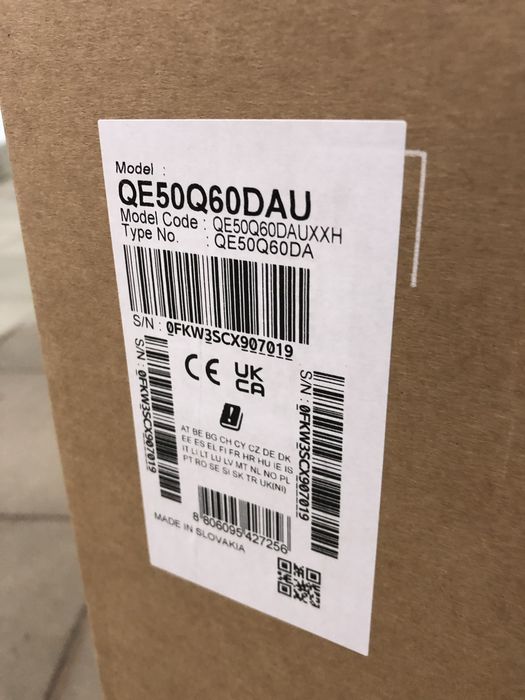 Model :
QE50Q60DAU
Model Code : QE50Q60DAUXXH
Type No. : QE50Q60DA
S/N : 0FKW3SCX907019
S/N : 0FKW3SCX907019
CE UK
CA
S/N : 0FKW3SCX907019
AT BE BG CH CY CZ DE DK
EE ES EL FI FR HR HU IE IS
IT LI LT LU LV MT NL NO PL
PT RO SE SI SK TR UK(NI)
8 806095 427256
MADE IN SLOVAKIA